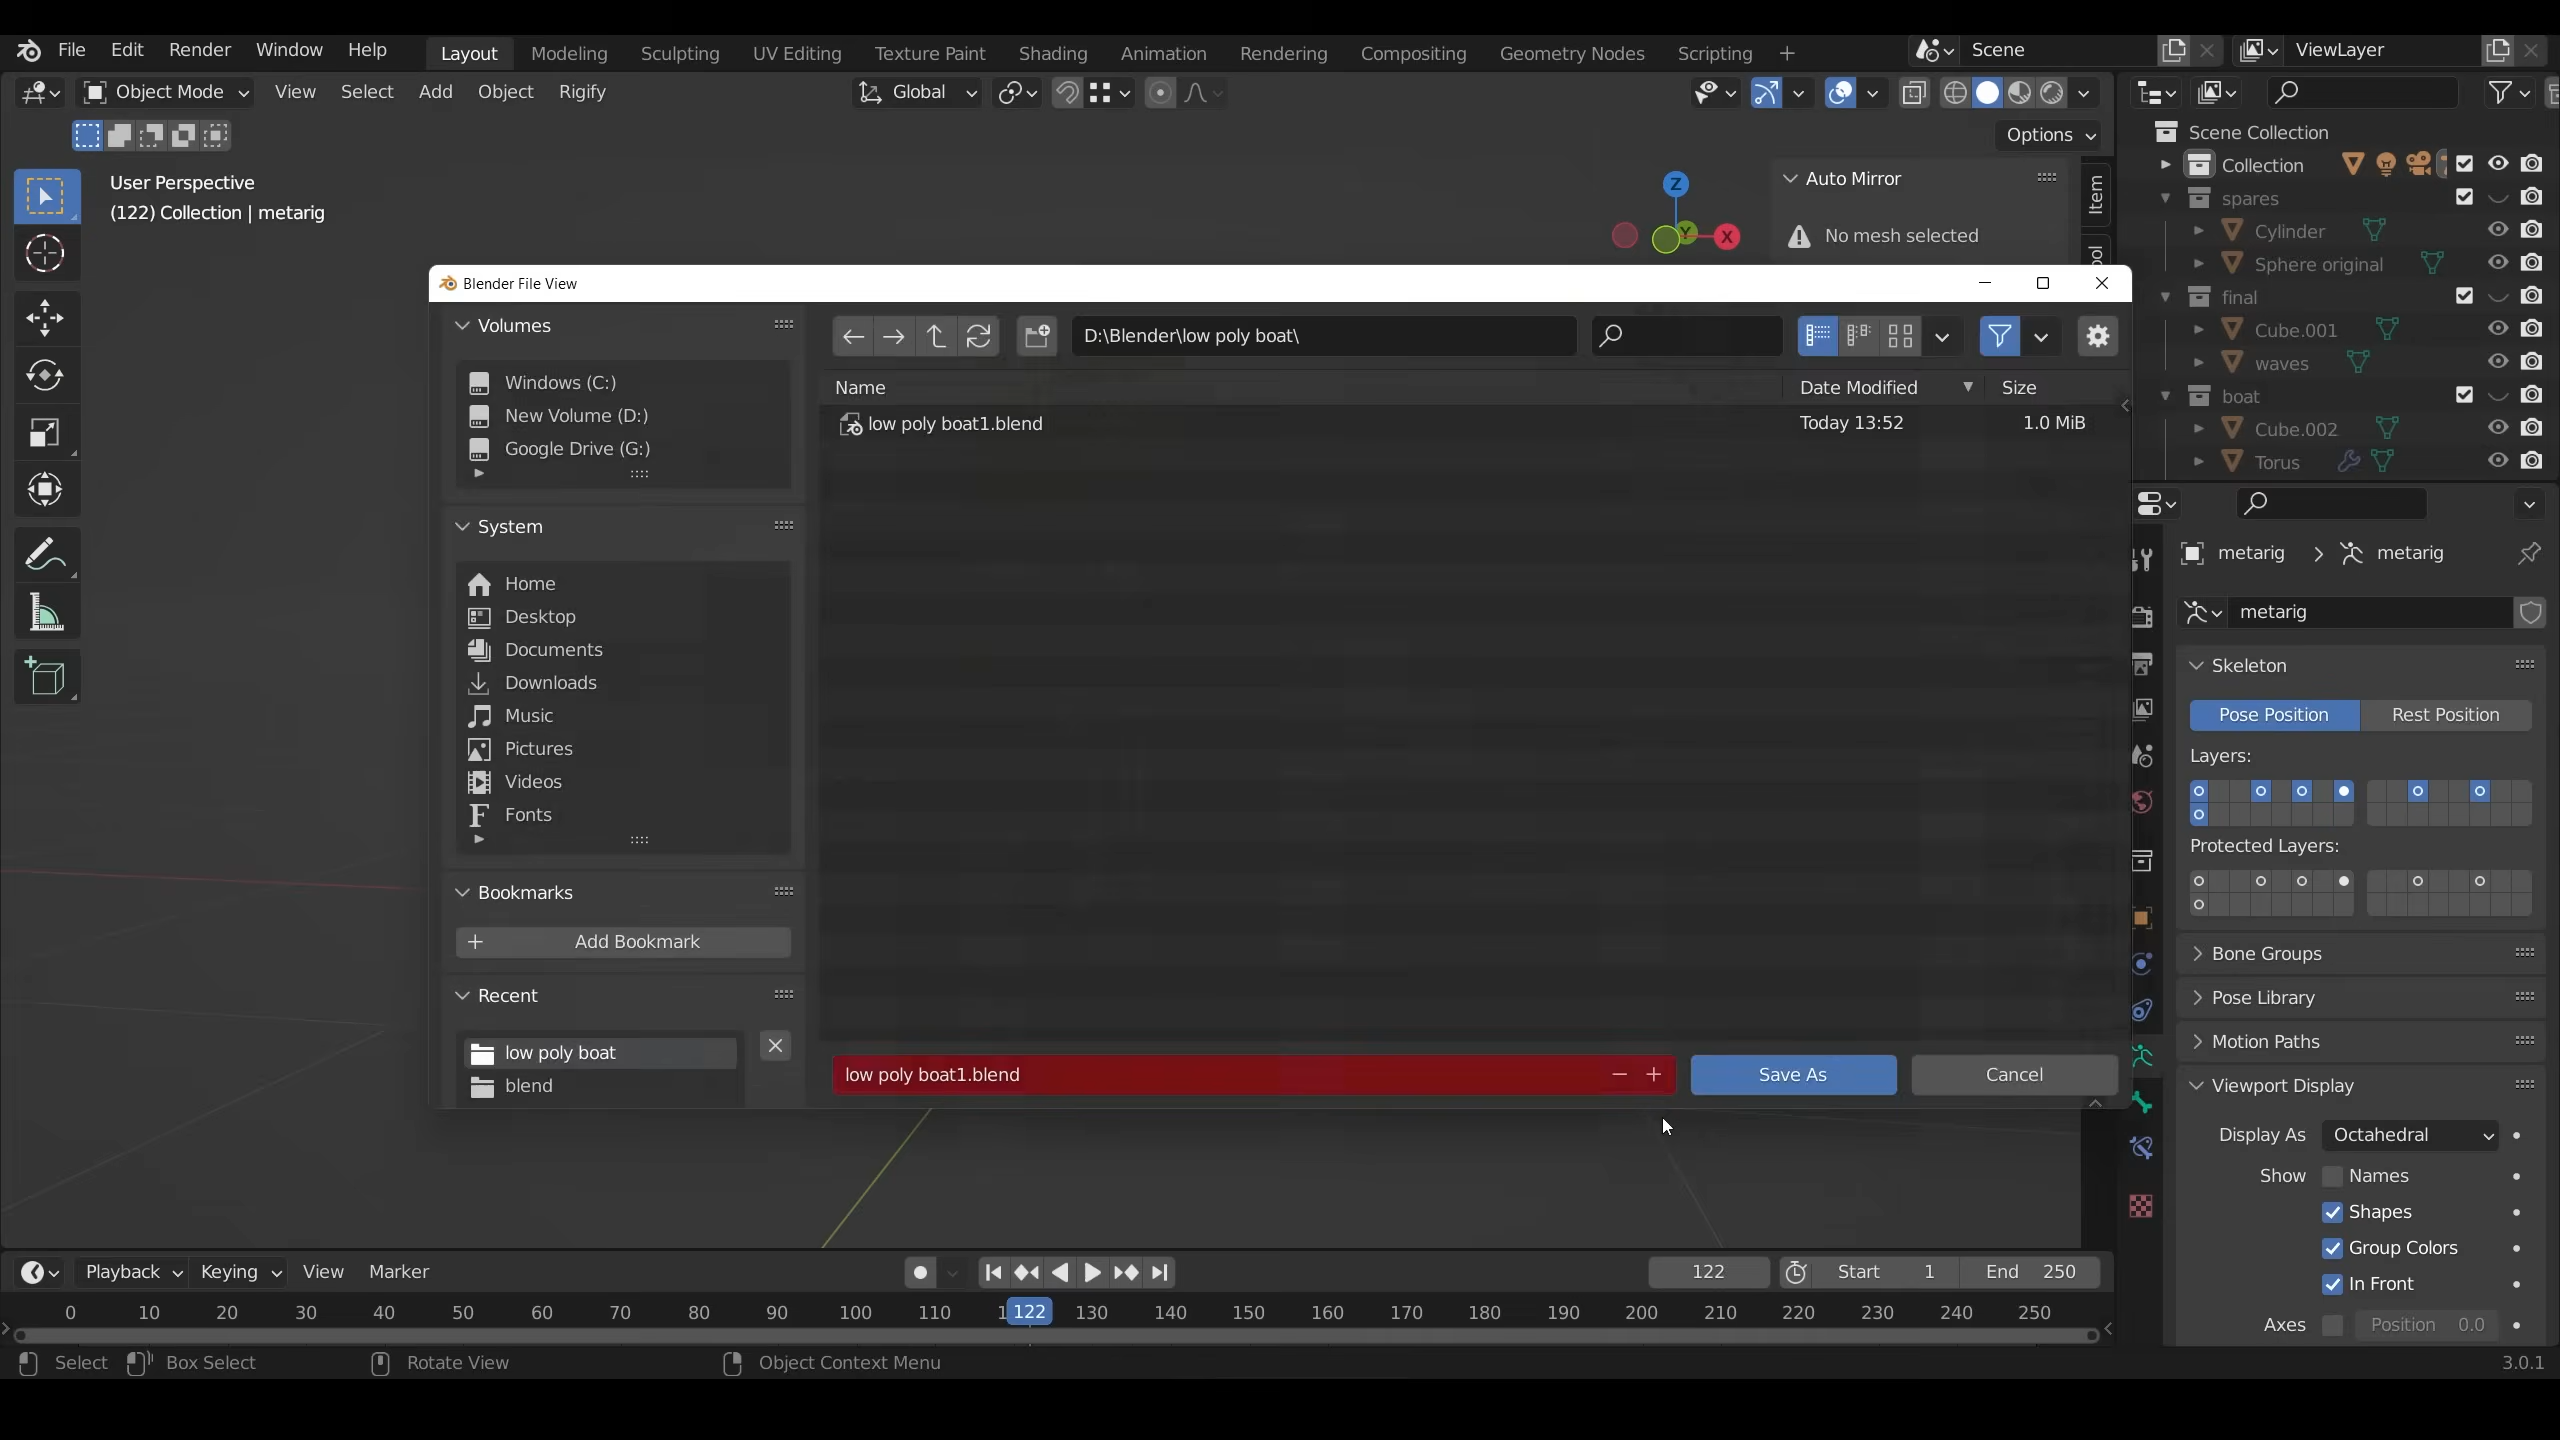 File Edit Render Window Help Layout Modeling Sculpting UV Editing Texture Paint Shading Animation Rendering Compositing Geometry Nodes Scripting + Scene ViewLayer
Object Mode View Select Add Object Rigify Global
Options
User Perspective
(122) Collection | metarig
Z
Y
X
Auto Mirror
No mesh selected
Item
Scene Collection
Collection
spares
Cylinder
Sphere original
final
Cube.001
waves
boat
Cube.002
Torus
Blender File View
Volumes
Windows (C:)
New Volume (D:)
Google Drive (G:)
System
Home
Desktop
Documents
Downloads
Music
Pictures
Videos
Fonts
Bookmarks
Add Bookmark
Recent
low poly boat
blend
D:\Blender\low poly boat\
Name Date Modified Size
low poly boat1.blend Today 13:52 1.0 MiB
low poly boat1.blend
Save As Cancel
metarig metarig
metarig
Skeleton
Pose Position Rest Position
Layers:
Protected Layers:
Bone Groups
Pose Library
Motion Paths
Viewport Display
Display As Octahedral
Show Names
Shapes
Group Colors
In Front
Axes Position 0.0
Playback Keying View Marker 122 Start 1 End 250
0 10 20 30 40 50 60 70 80 90 100 110 122 130 140 150 160 170 180 190 200 210 220 230 240 250
Select Box Select Rotate View Object Context Menu 3.0.1